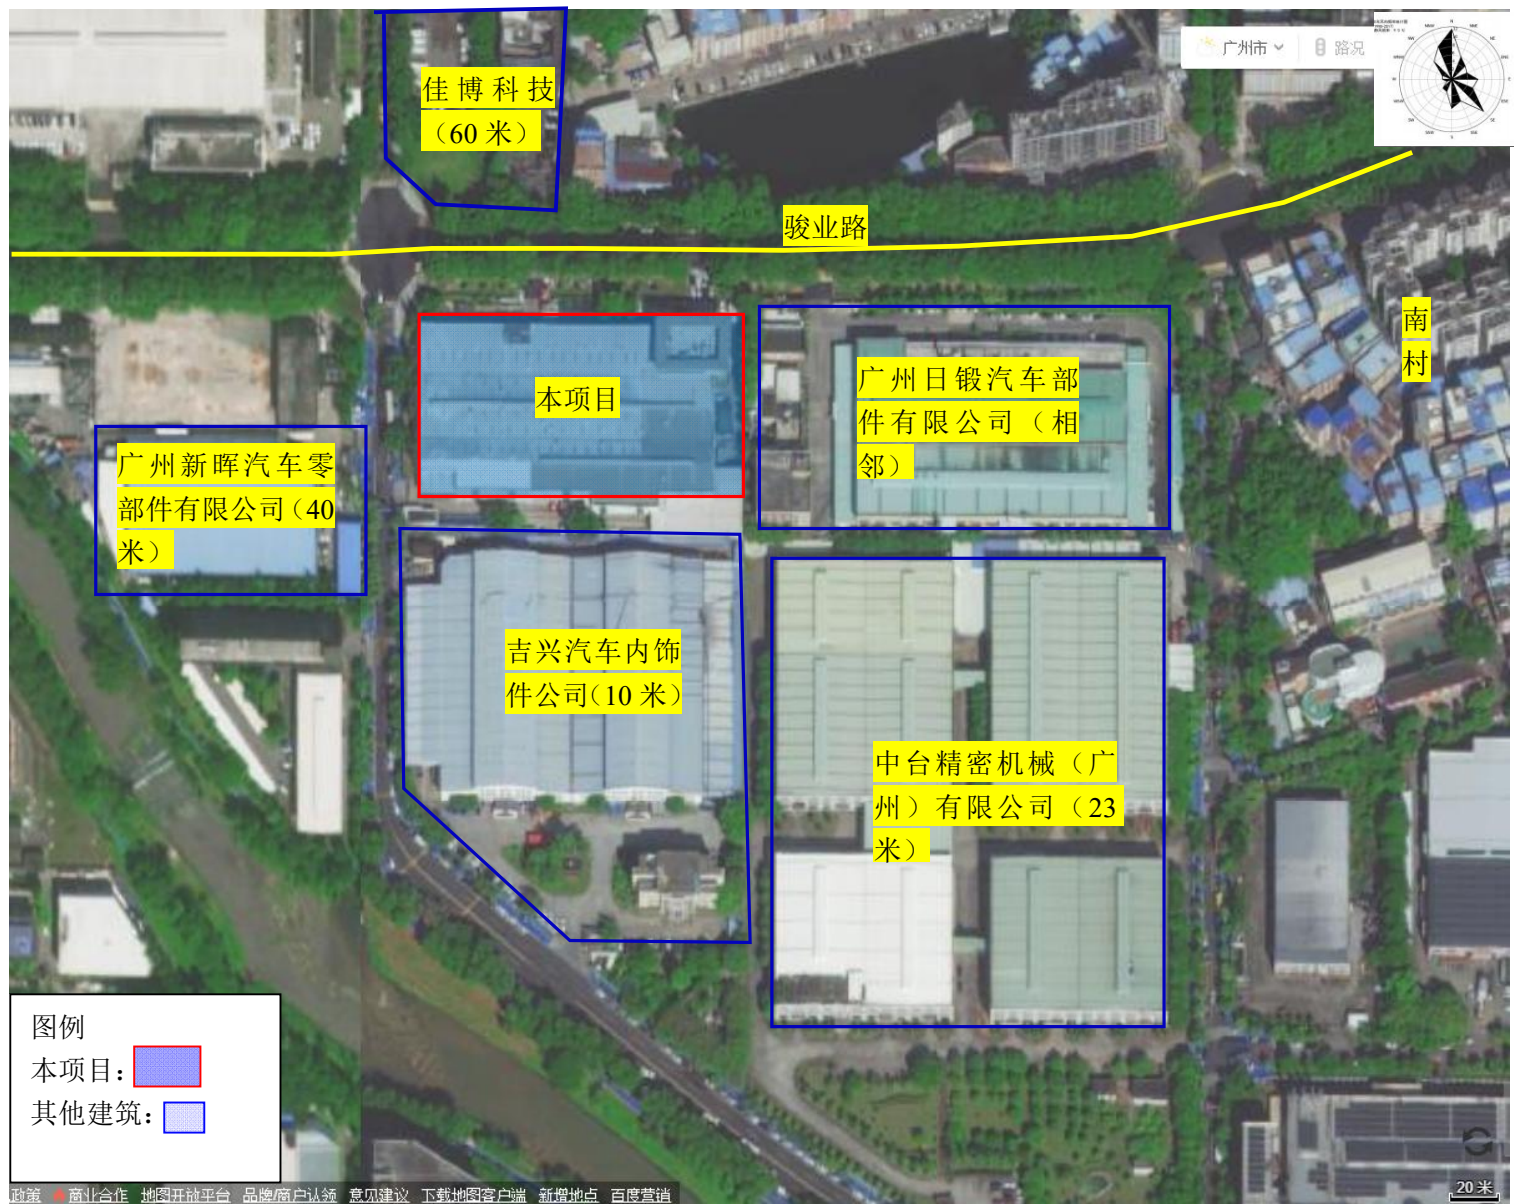 广州市
路况
N
佳博科技
（60 米）
骏业路
南
村
本项目
广州日锻汽车部
件有限公司（相
邻）
广州新晖汽车零
部件有限公司（40
米）
吉兴汽车内饰
件公司（10 米）
中台精密机械（广
州）有限公司（23
米）
图例
本项目：
其他建筑：
政策 商业合作 地图开放平台 品牌/商户认领 意见建议 下载地图客户端 新增地点 百度营销
20 米